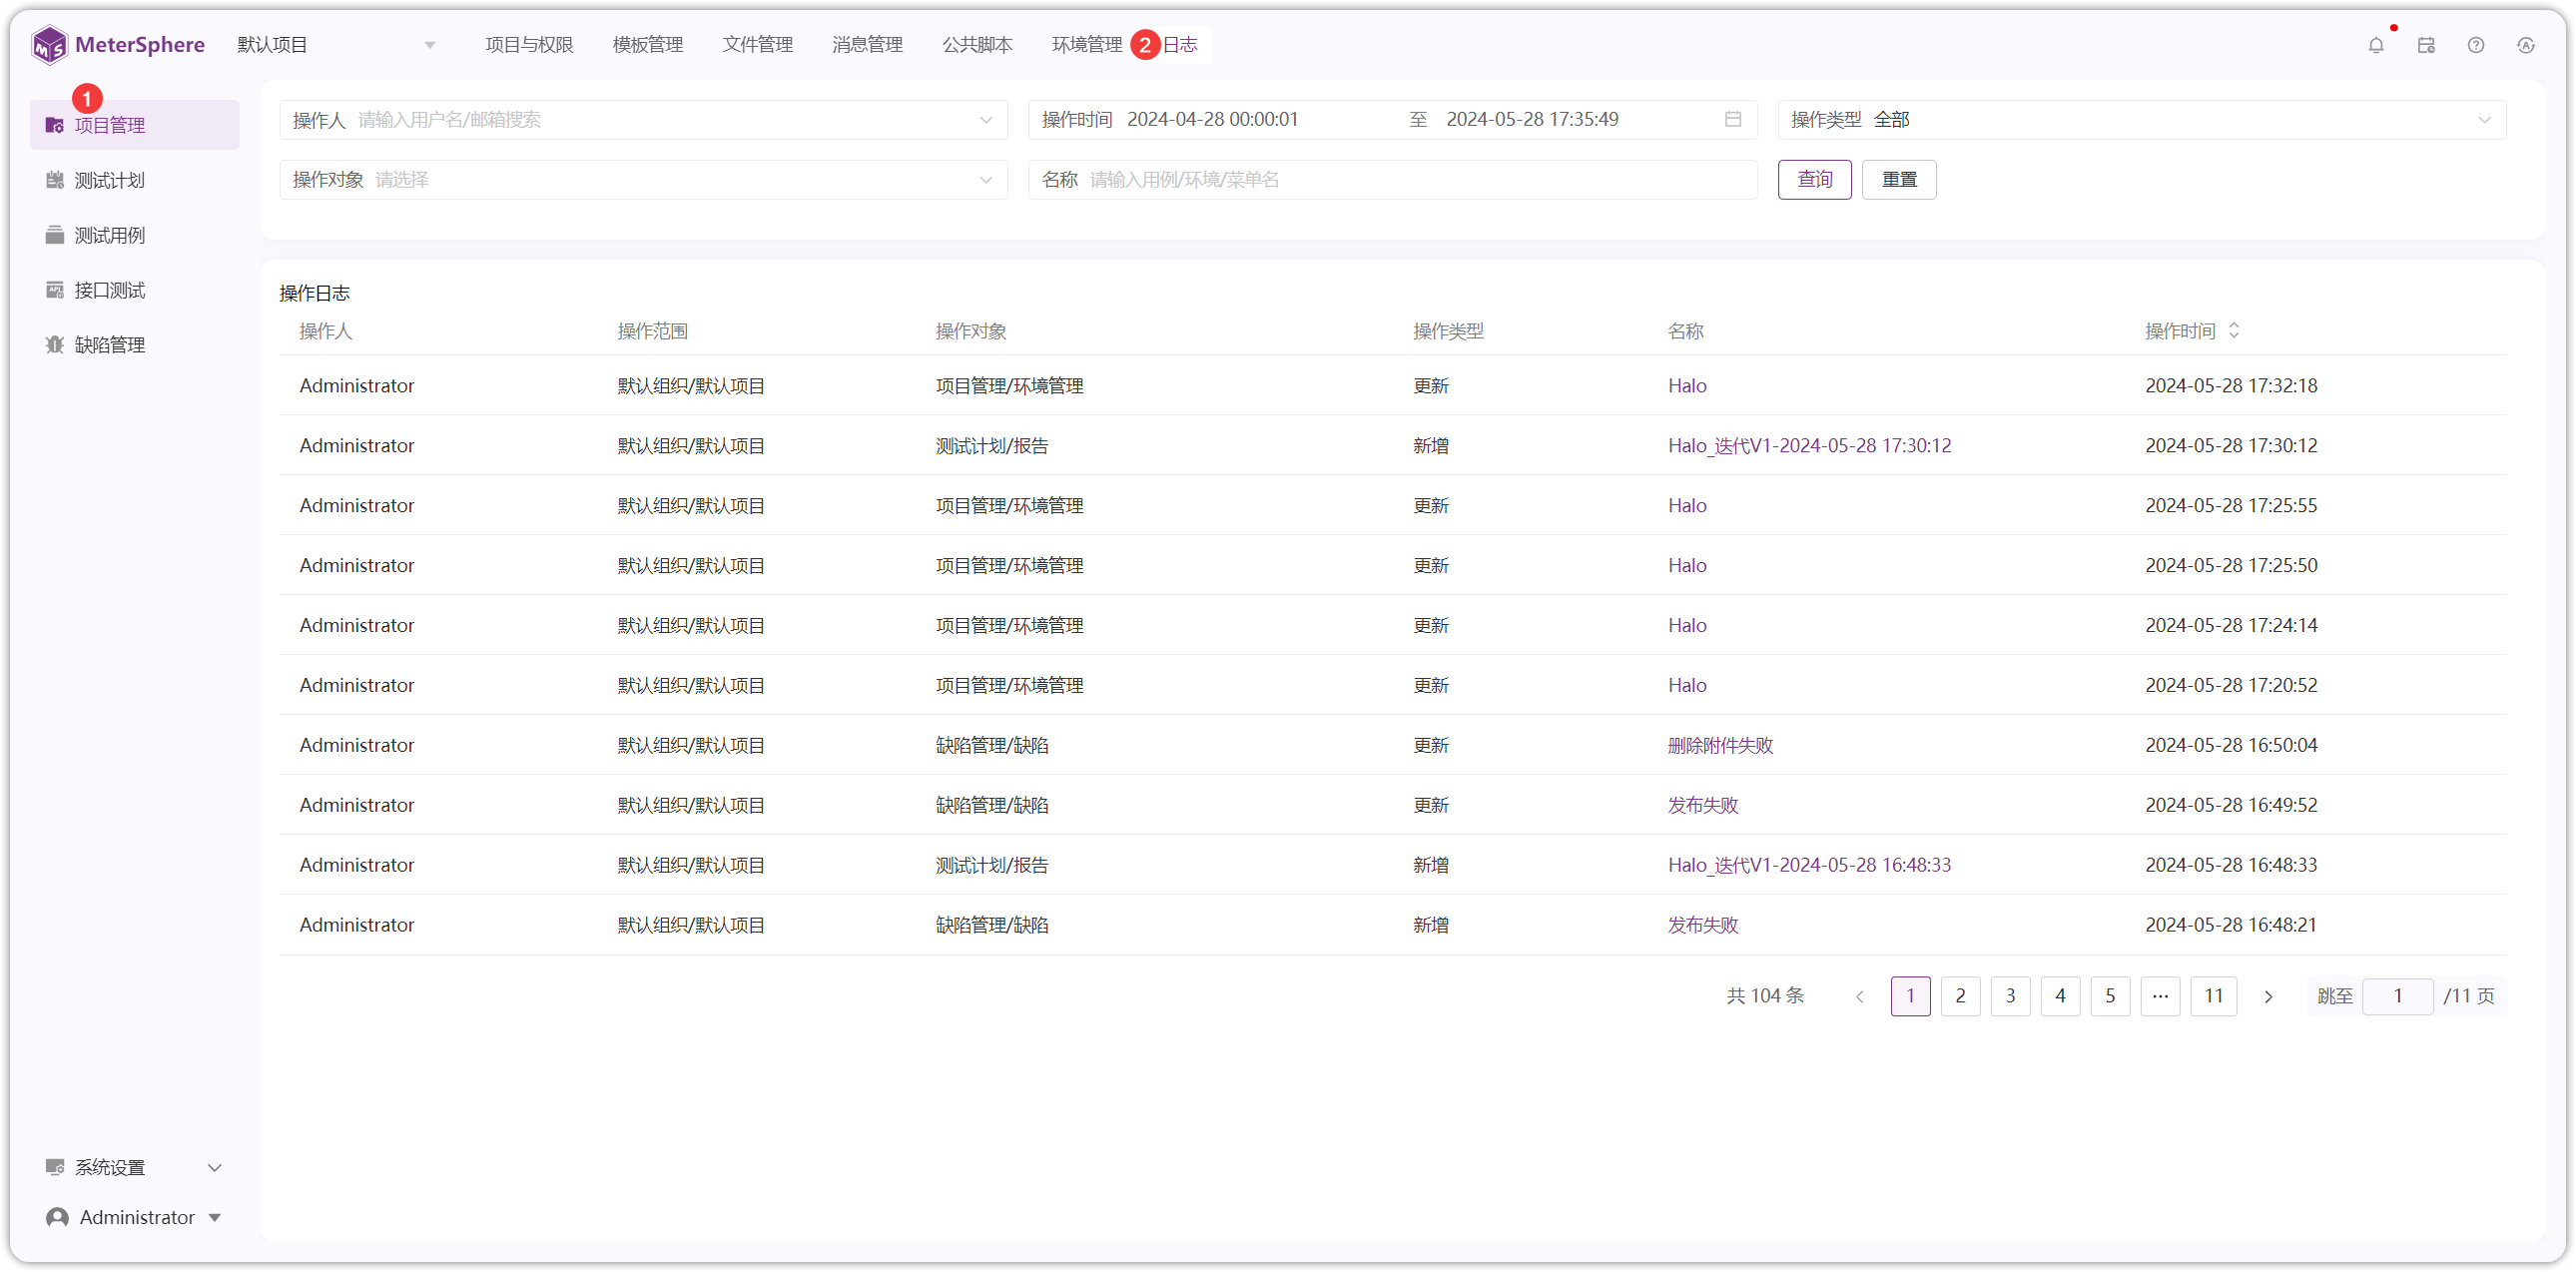 MeterSphere 默认项目 项目与权限 模板管理 文件管理 消息管理 公共脚本 环境管理 2 日志
1
项目管理
测试计划
测试用例
接口测试
缺陷管理
系统设置
Administrator
操作人 请输入用户名/邮箱搜索 操作时间 2024-04-28 00:00:01 至 2024-05-28 17:35:49 操作类型 全部
操作对象 请选择 名称 请输入用例/环境/菜单名 查询 重置
操作日志
操作人 操作范围 操作对象 操作类型 名称 操作时间
Administrator 默认组织/默认项目 项目管理/环境管理 更新 Halo 2024-05-28 17:32:18
Administrator 默认组织/默认项目 测试计划/报告 新增 Halo_迭代V1-2024-05-28 17:30:12 2024-05-28 17:30:12
Administrator 默认组织/默认项目 项目管理/环境管理 更新 Halo 2024-05-28 17:25:55
Administrator 默认组织/默认项目 项目管理/环境管理 更新 Halo 2024-05-28 17:25:50
Administrator 默认组织/默认项目 项目管理/环境管理 更新 Halo 2024-05-28 17:24:14
Administrator 默认组织/默认项目 项目管理/环境管理 更新 Halo 2024-05-28 17:20:52
Administrator 默认组织/默认项目 缺陷管理/缺陷 更新 删除附件失败 2024-05-28 16:50:04
Administrator 默认组织/默认项目 缺陷管理/缺陷 更新 发布失败 2024-05-28 16:49:52
Administrator 默认组织/默认项目 测试计划/报告 新增 Halo_迭代V1-2024-05-28 16:48:33 2024-05-28 16:48:33
Administrator 默认组织/默认项目 缺陷管理/缺陷 新增 发布失败 2024-05-28 16:48:21
共 104 条 1 2 3 4 5 ··· 11 跳至 1 /11 页